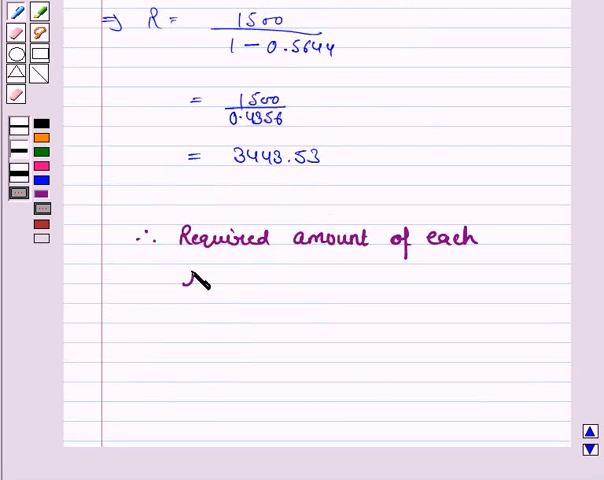 ⇒ R = 1500
1 - 0.5644
= 1500
0.4356
= 3443.53
∴ Required amount of each